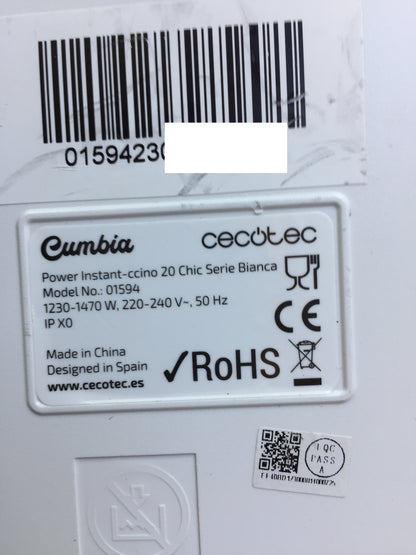 01594230
Cumbia
cecotec
Power Instant-ccino 20 Chic Serie Bianca
Model No.: 01594
1230-1470 W, 220-240 V~, 50 Hz
IP X0
CE
Made in China
Designed in Spain
www.cecotec.es
✓RoHS
PASS
A